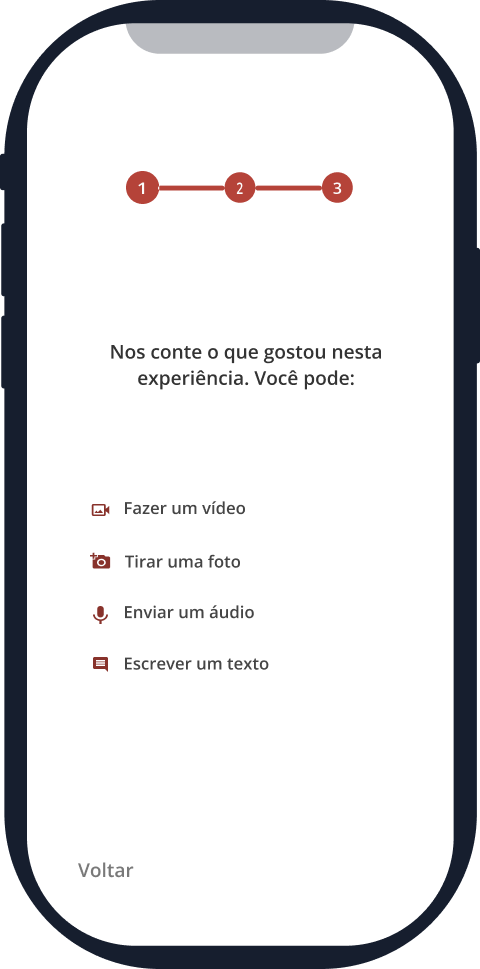 1 2 3
Nos conte o que gostou nesta
experiência. Você pode:
Fazer um vídeo
Tirar uma foto
Enviar um áudio
Escrever um texto
Voltar